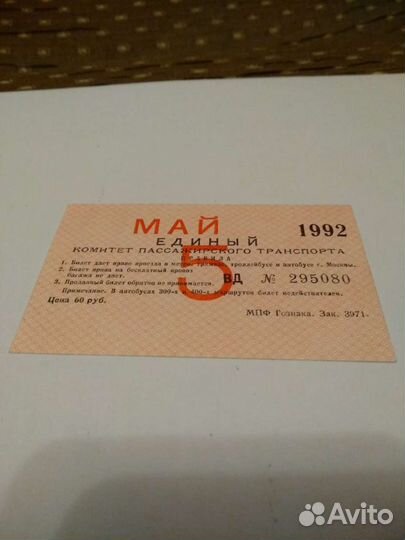 МАЙ 1992
ЕДИНЫЙ
КОМИТЕТ ПАССАЖИРСКОГО ТРАНСПОРТА
ПРАВИЛА
1. Билет дает право проезда в метро, трамвае, троллейбусе и автобусе г. Москвы.
2. Билет права на бесплатный провоз
багажа не дает.
ВД № 295080
3. Проданный билет обратно не принимается.
5
Примечание. В автобусах 300-х и 400-х маршрутов билет недействителен.
Цена 60 руб.
МПФ Гознака. Зак. 3971.
Avito